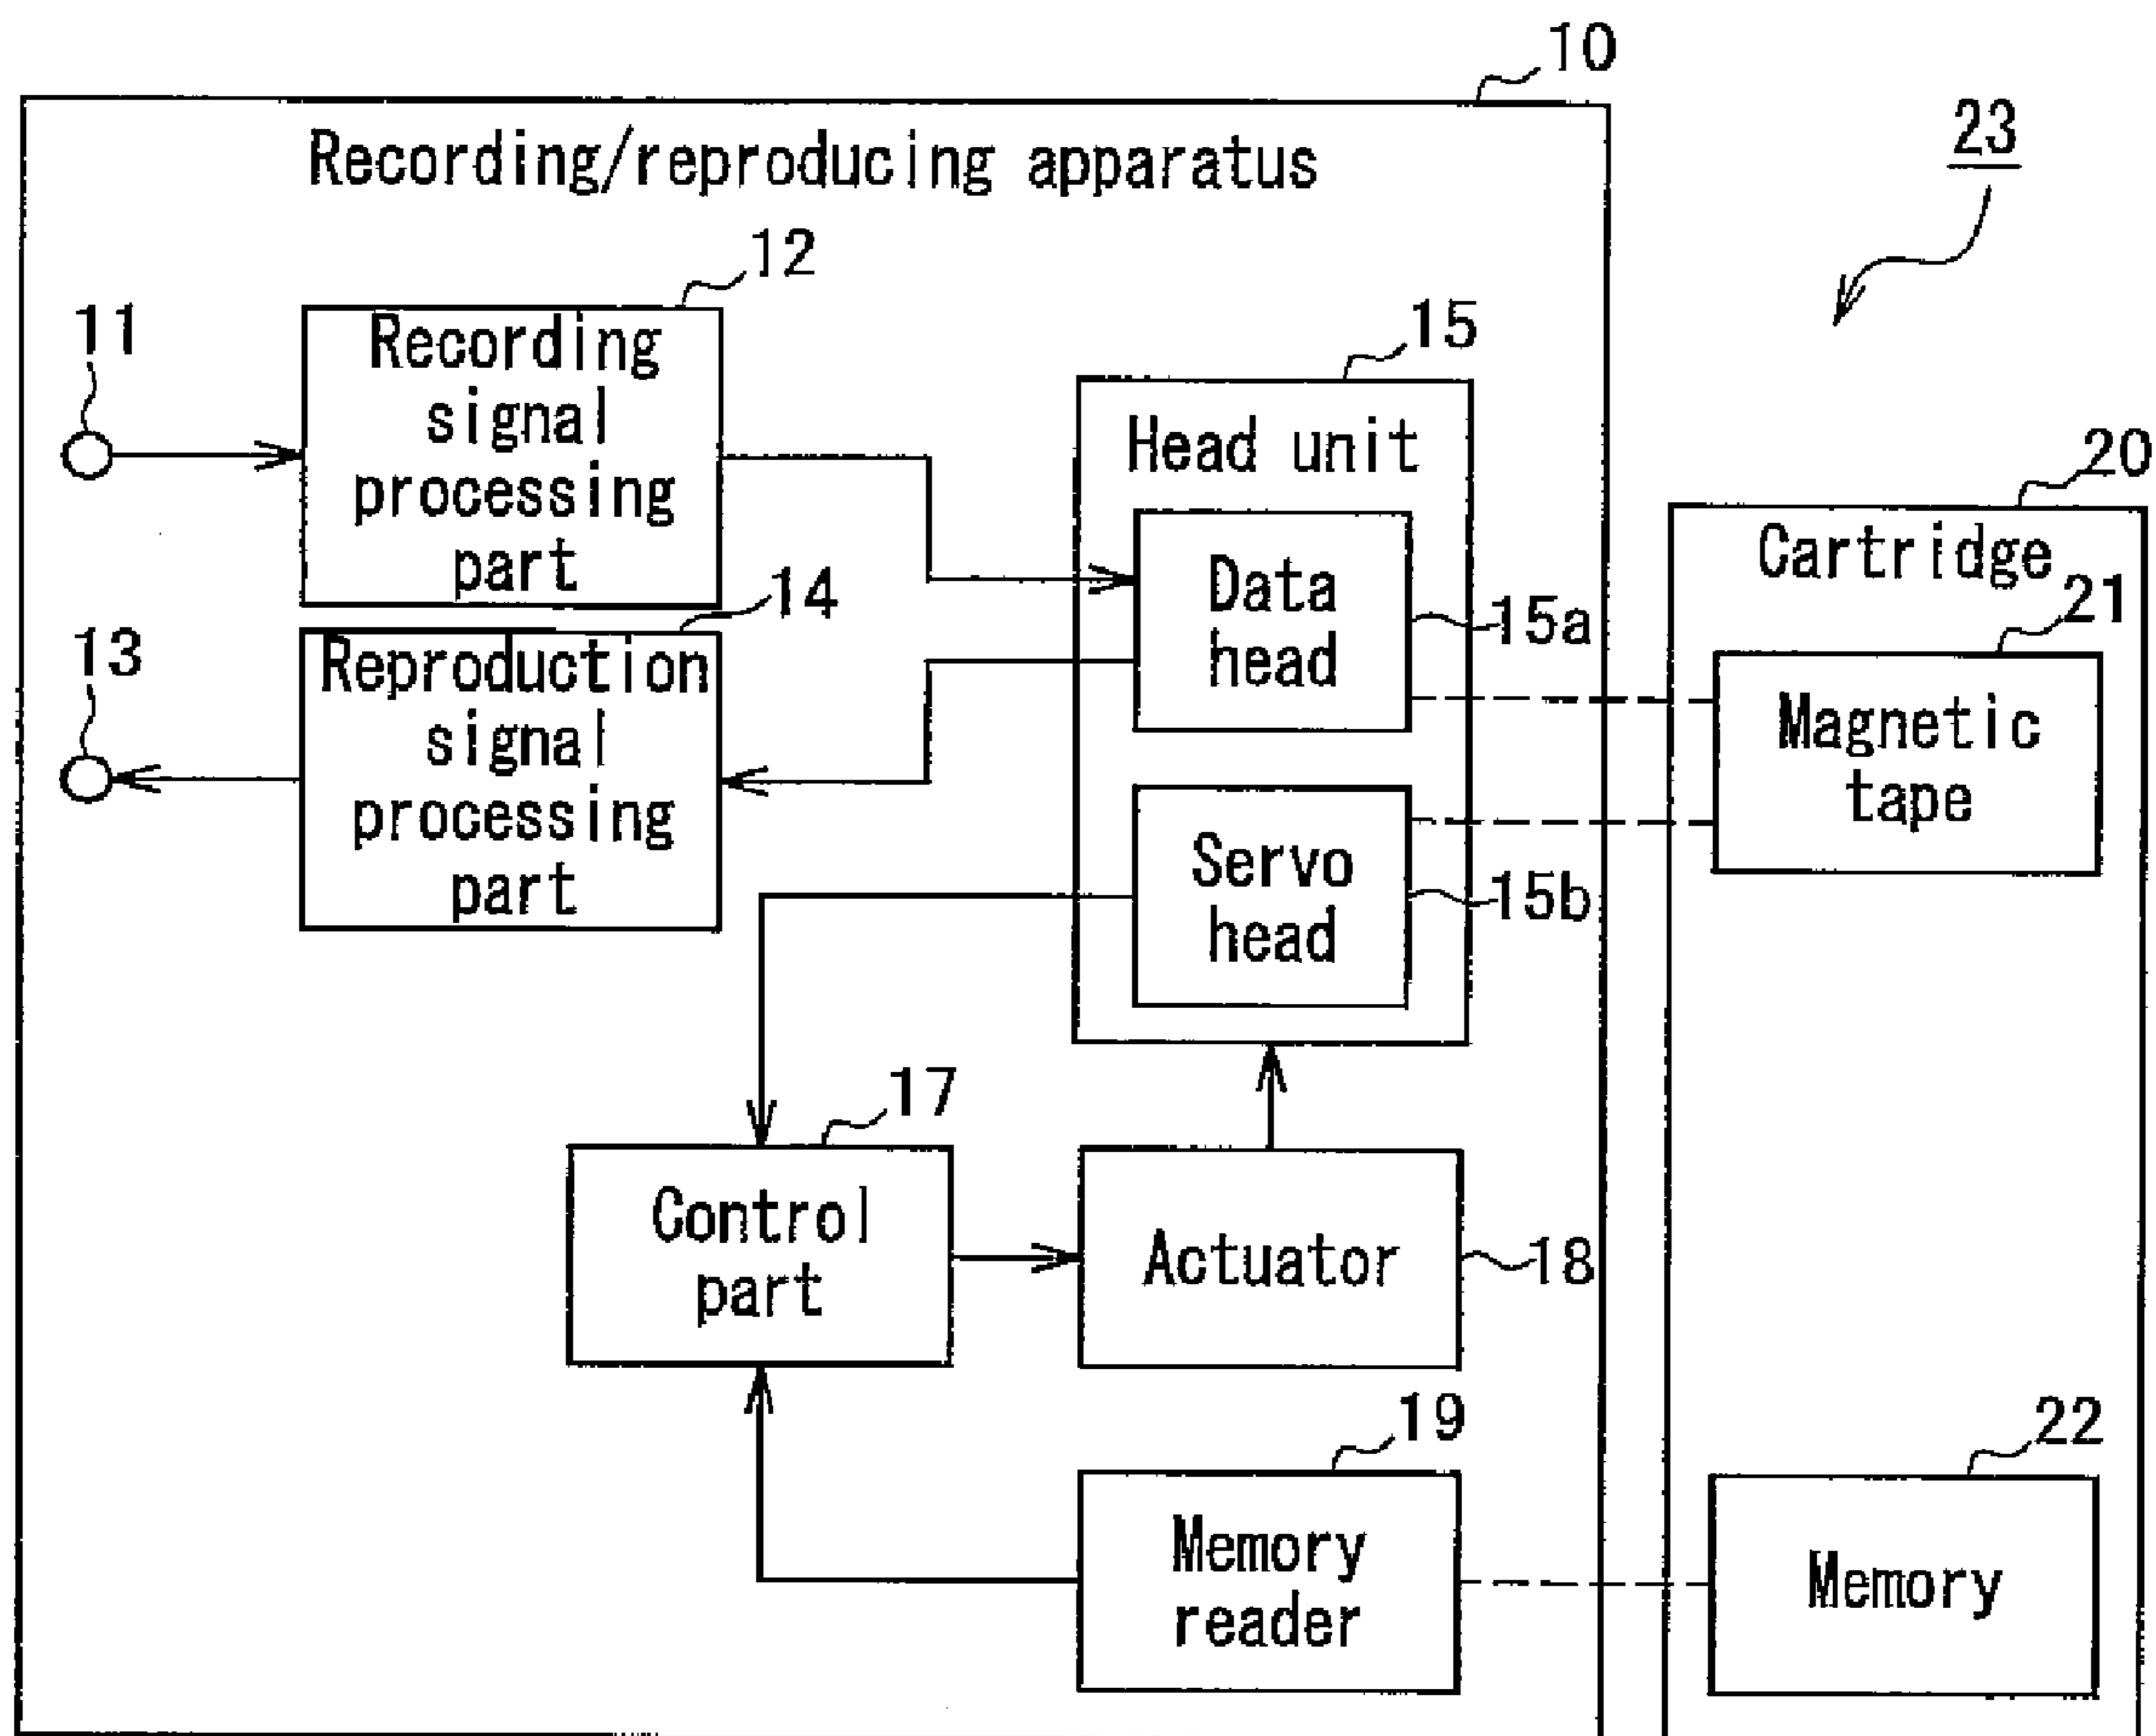 10
Recording/reproducing apparatus
23
12
11
Recording
signal
processing
part
15
Head unit
20
Cartridge
Data
head
15a
21
Magnetic
tape
14
13
Reproduction
signal
processing
part
Servo
head
15b
17
Control
part
Actuator
18
19
Memory
reader
22
Memory